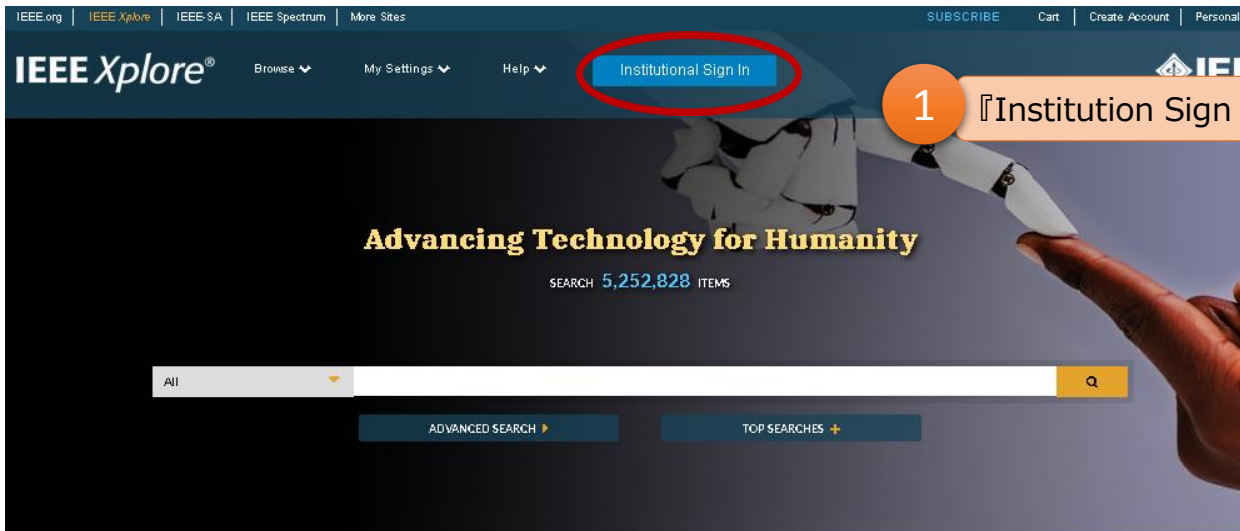 IEEE.org | IEEE Xplore | IEEE-SA | IEEE Spectrum | More Sites SUBSCRIBE Cart | Create Account | Personal
IEEE Xplore® Browse My Settings Help Institutional Sign In
1 『Institution Sign
Advancing Technology for Humanity
SEARCH 5,252,828 ITEMS
All
ADVANCED SEARCH TOP SEARCHES +